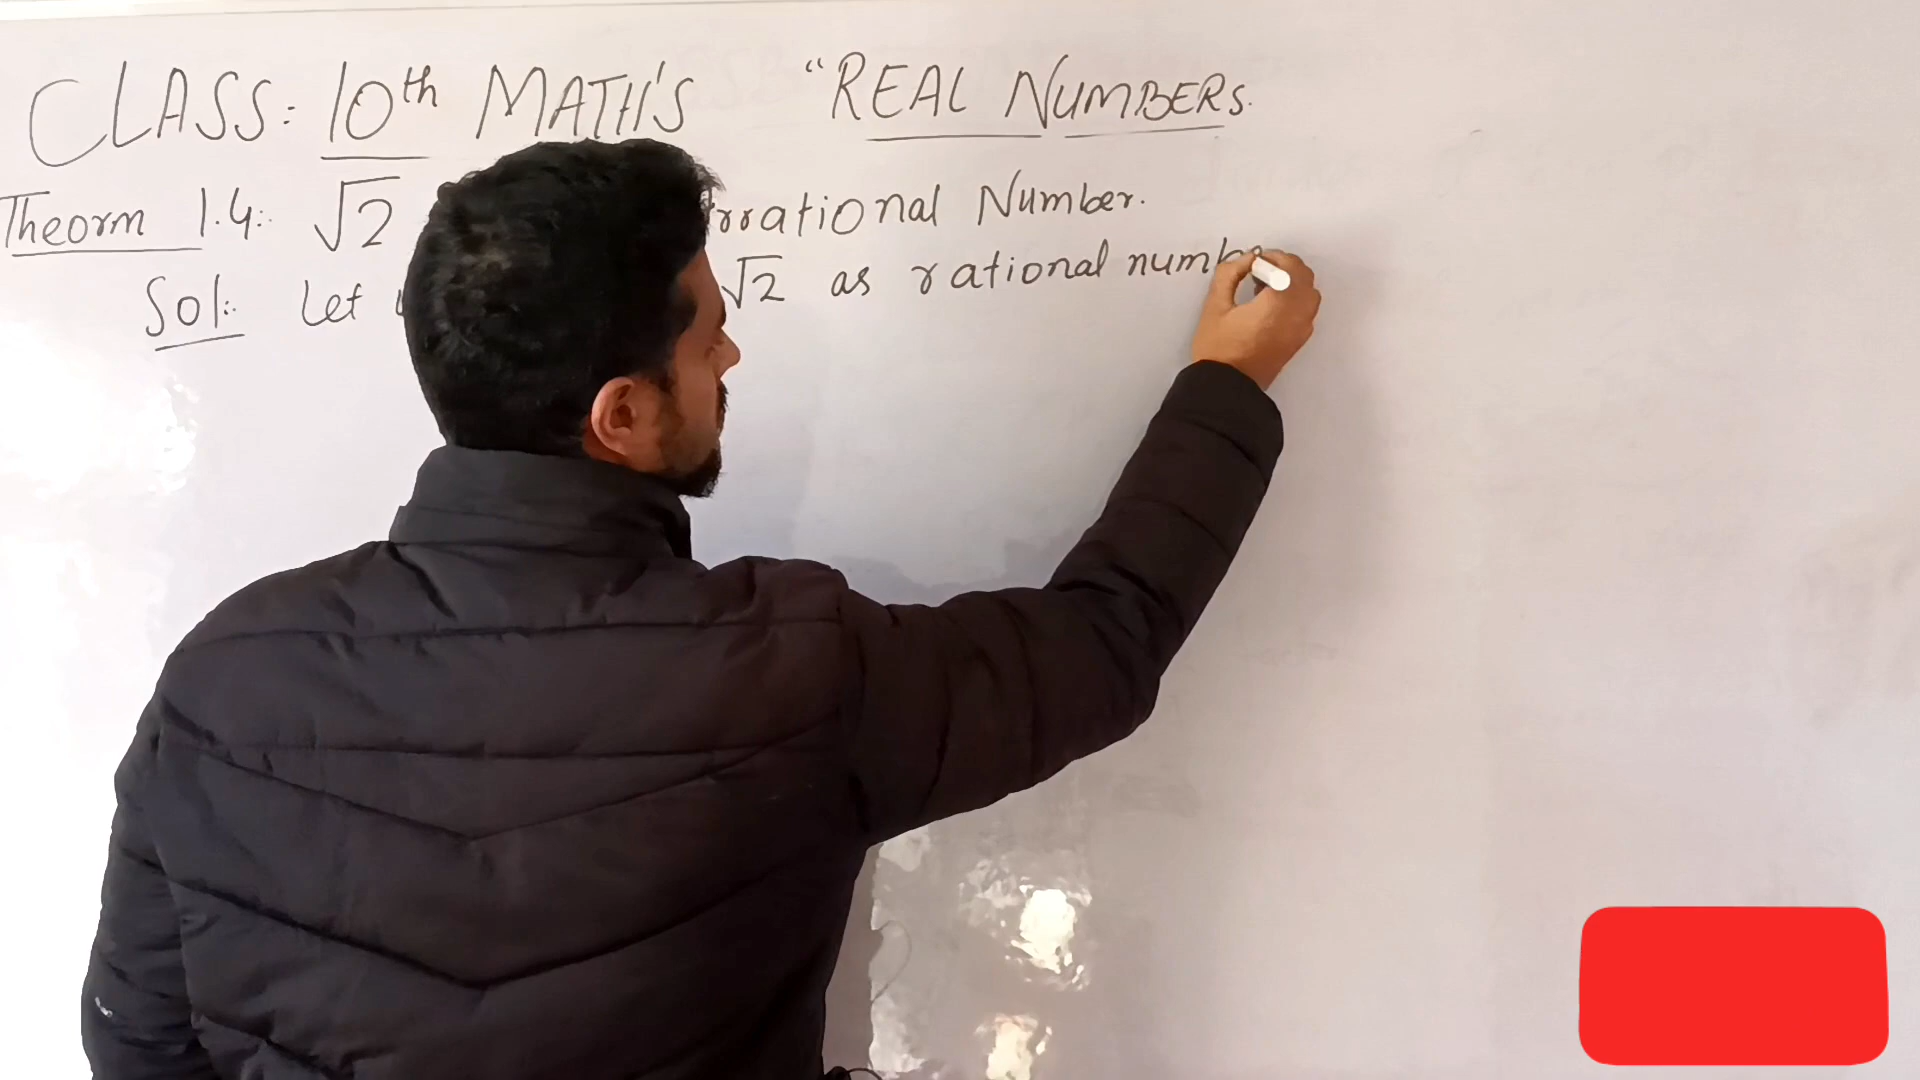 CLASS: 10th MATH'S "REAL NUMBERS.
Theorm 1.4:. √2 rrational Number.
Sol:. Let √2 as rational numb